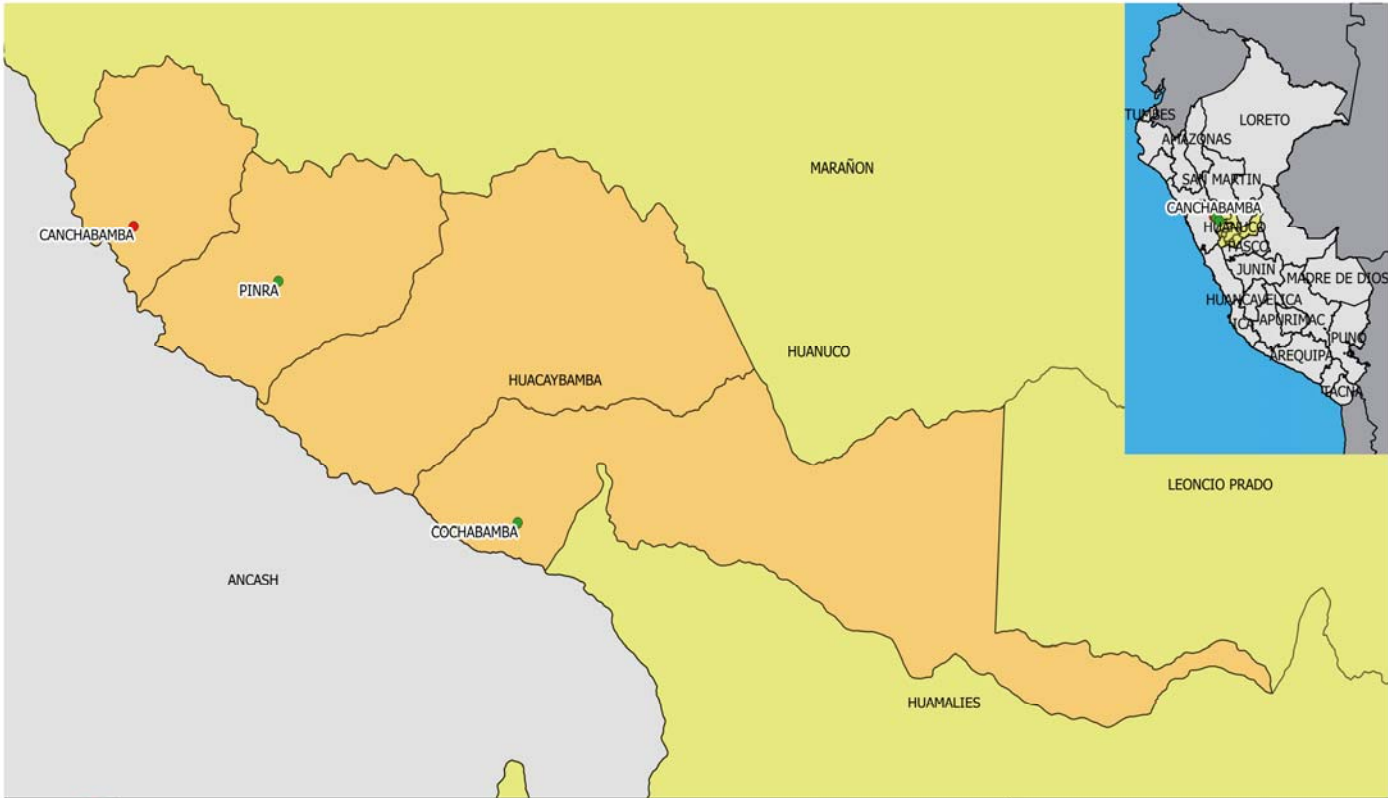 MARAÑON
CANCHABAMBA
PINRA
HUANUCO
HUACAYBAMBA
LEONCIO PRADO
COCHABAMBA
ANCASH
HUAMALIES
TUMBES
LORETO
AMAZONAS
SAN MARTIN
CANCHABAMBA
HUANUCO
PASCO
JUNIN
MADRE DE DIOS
HUANCAVELICA
ICA
APURIMAC
PUNO
AREQUIPA
TACNA